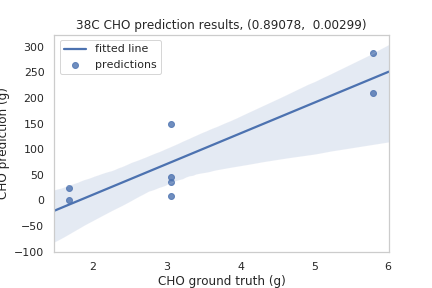 38C CHO prediction results, (0.89078,  0.00299)
fitted line
predictions
300
250
200
150
100
50
0
−50
−100
CHO prediction (g)
2
3
4
5
6
CHO ground truth (g)